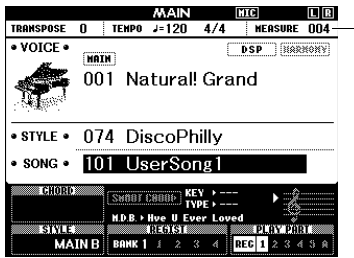 MAIN MIC L R
TRANSPOSE 0 TEMPO ♩=120 4/4 MEASURE 004
• VOICE • DSP HARMONY
MAIN
001 Natural! Grand
• STYLE • 074 DiscoPhilly
• SONG • 101 UserSong1
CHORD SMART CHORD KEY ▸ ---
TYPE ▸ ---
M.D.B. ▸ Hve U Ever Loved
STYLE REGIST PLAY PART
MAIN B BANK 1 1 2 3 4 REC 1 2 3 4 5 A